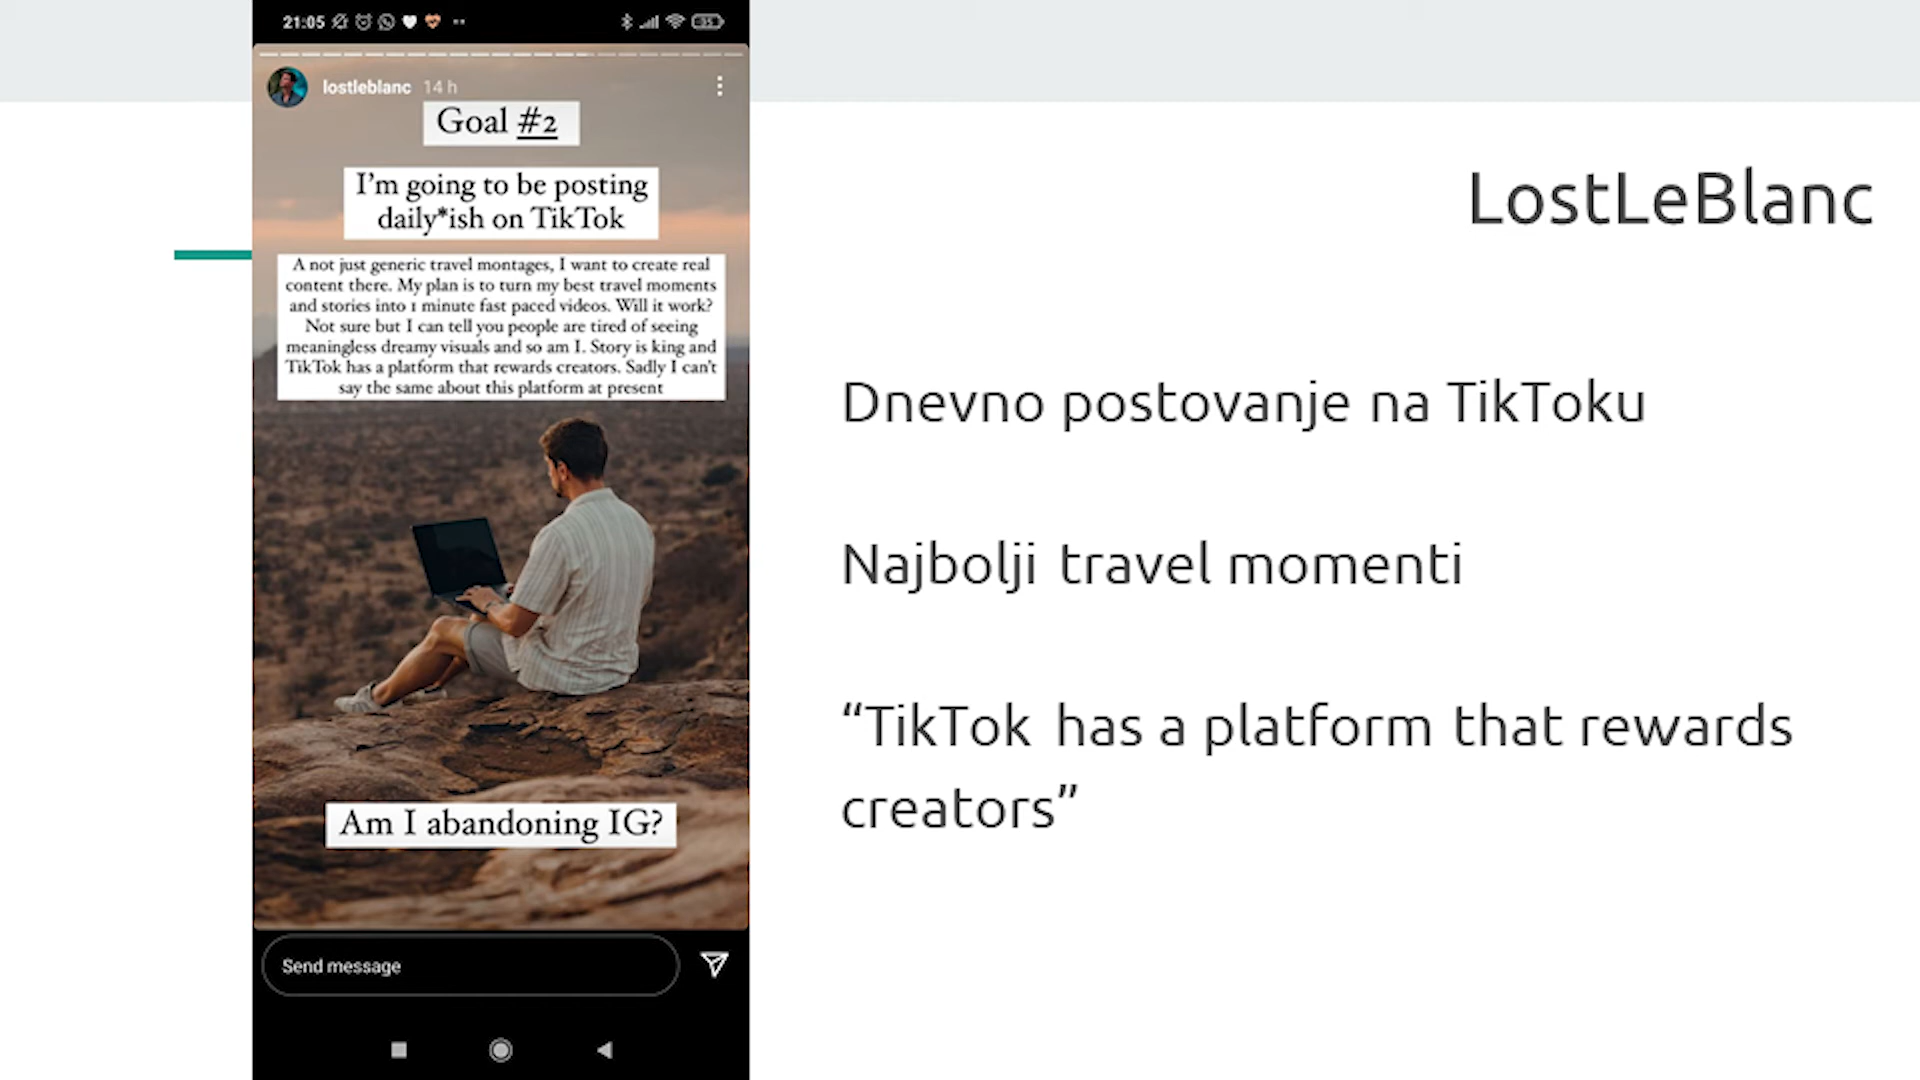 21:05
35
lostleblanc 14 h
Goal #2
I'm going to be posting
daily*ish on TikTok
A not just generic travel montages, I want to create real
content there. My plan is to turn my best travel moments
and stories into 1 minute fast paced videos. Will it work?
Not sure but I can tell you people are tired of seeing
meaningless dreamy visuals and so am I. Story is king and
TikTok has a platform that rewards creators. Sadly I can't
say the same about this platform at present
Am I abandoning IG?
Send message
LostLeBlanc
Dnevno postovanje na TikToku
Najbolji travel momenti
“TikTok has a platform that rewards
creators”